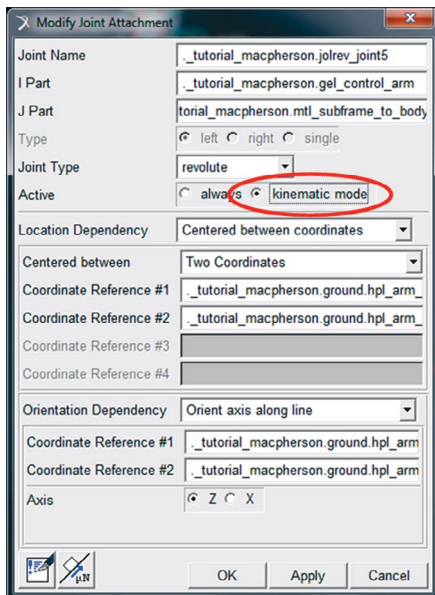 Modify Joint Attachment
Joint Name ._tutorial_macpherson.jolrev_joint5
I Part ._tutorial_macpherson.gel_control_arm
J Part torial_macpherson.mtl_subframe_to_body
Type left right single
Joint Type revolute
Active always kinematic mode
Location Dependency Centered between coordinates
Centered between Two Coordinates
Coordinate Reference #1 ._tutorial_macpherson.ground.hpl_arm_
Coordinate Reference #2 ._tutorial_macpherson.ground.hpl_arm_
Coordinate Reference #3
Coordinate Reference #4
Orientation Dependency Orient axis along line
Coordinate Reference #1 ._tutorial_macpherson.ground.hpl_arm
Coordinate Reference #2 ._tutorial_macpherson.ground.hpl_arm
Axis Z X
μN OK Apply Cancel